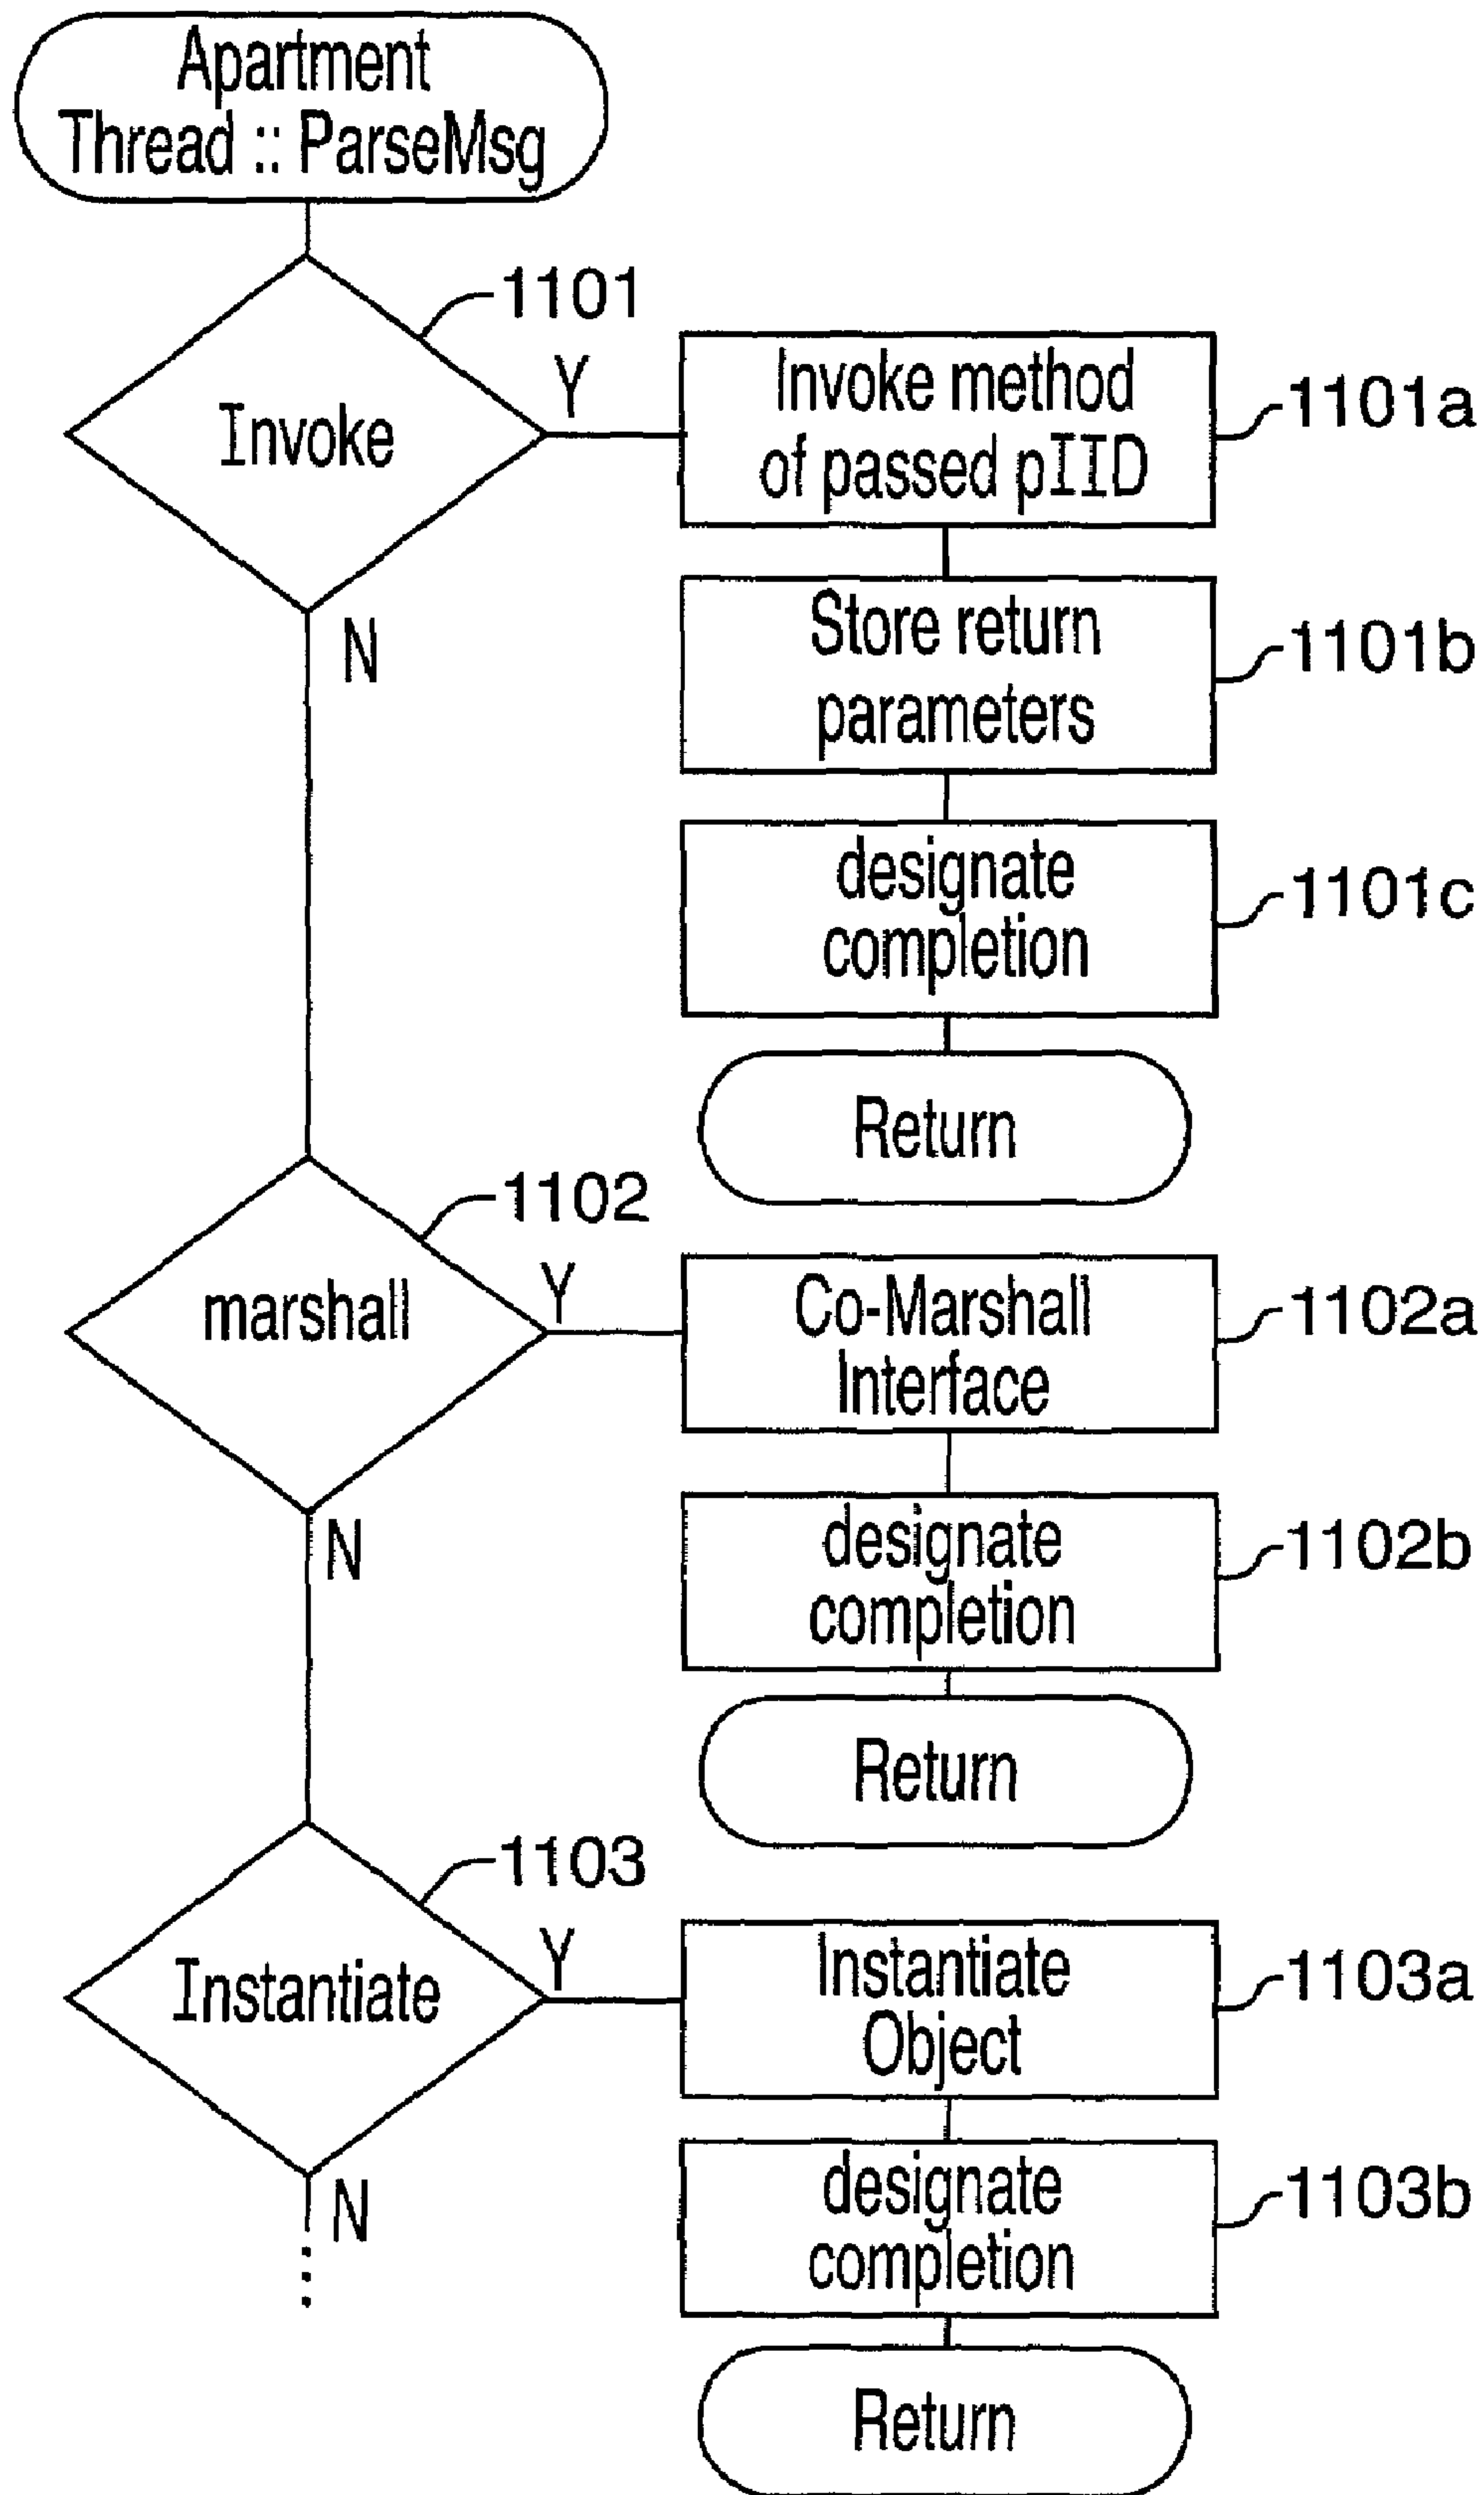 Apartment
Thread :: ParseMsg
1101
Invoke
Y
N
Invoke method
of passed pIID
1101a
Store return
parameters
1101b
designate
completion
1101c
Return
1102
marshall
Y
N
Co-Marshall
Interface
1102a
designate
completion
1102b
Return
1103
Instantiate
Y
N
Instantiate
Object
1103a
designate
completion
1103b
Return